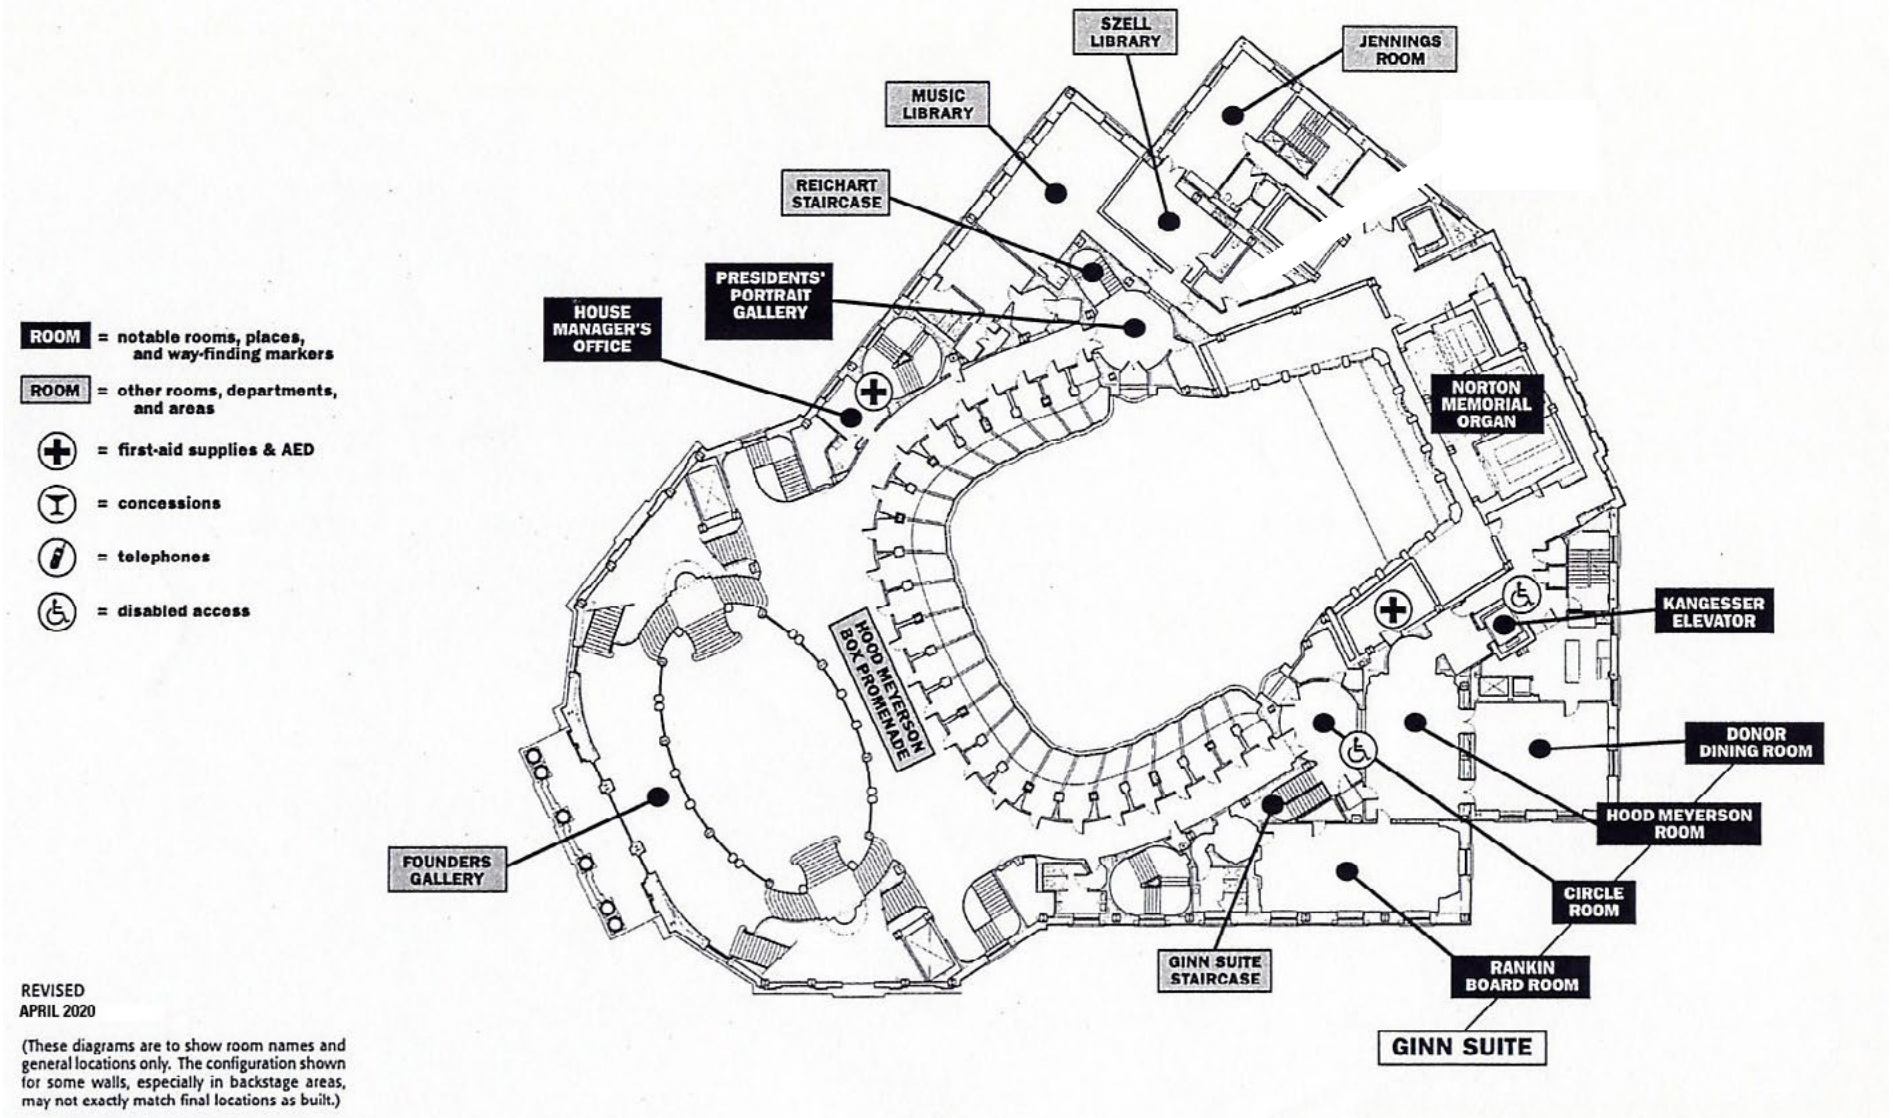 SZELL
LIBRARY
JENNINGS
ROOM
MUSIC
LIBRARY
REICHART
STAIRCASE
PRESIDENTS'
PORTRAIT
GALLERY
HOUSE
MANAGER'S
OFFICE
ROOM = notable rooms, places,
and way-finding markers
ROOM = other rooms, departments,
and areas
= first-aid supplies & AED
= concessions
= telephones
= disabled access
NORTON
MEMORIAL
ORGAN
KANGESSER
ELEVATOR
HOOD MEYERSON
BOX PROMENADE
DONOR
DINING ROOM
HOOD MEYERSON
ROOM
FOUNDERS
GALLERY
CIRCLE
ROOM
GINN SUITE
STAIRCASE
RANKIN
BOARD ROOM
GINN SUITE
REVISED
APRIL 2020
(These diagrams are to show room names and
general locations only. The configuration shown
for some walls, especially in backstage areas,
may not exactly match final locations as built.)